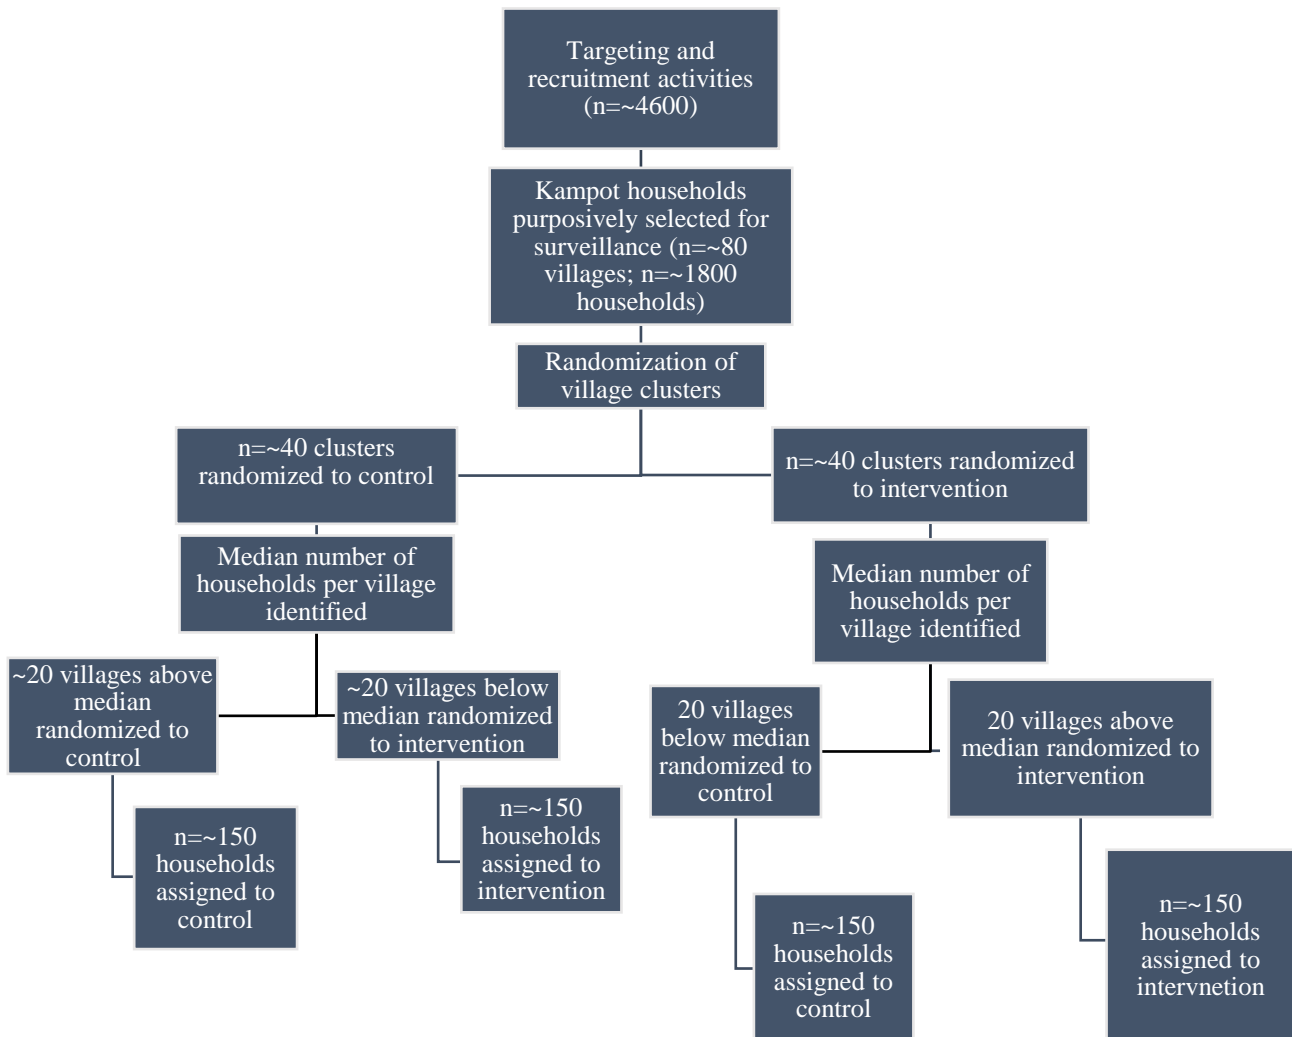 Targeting and
recruitment activities
(n=~4600)
Kampot households
purposively selected for
surveillance (n=~80
villages; n=~1800
households)
Randomization of
village clusters
n=~40 clusters
randomized to control
n=~40 clusters randomized
to intervention
Median number of
households per village
identified
Median number of
households per
village identified
~20 villages above
median
randomized to
control
~20 villages below
median randomized
to intervention
20 villages
below median
randomized to
control
20 villages above
median randomized to
intervention
n=~150
households
assigned to
control
n=~150
households
assigned to
intervention
n=~150
households
assigned to
control
n=~150
households
assigned to
intervnetion